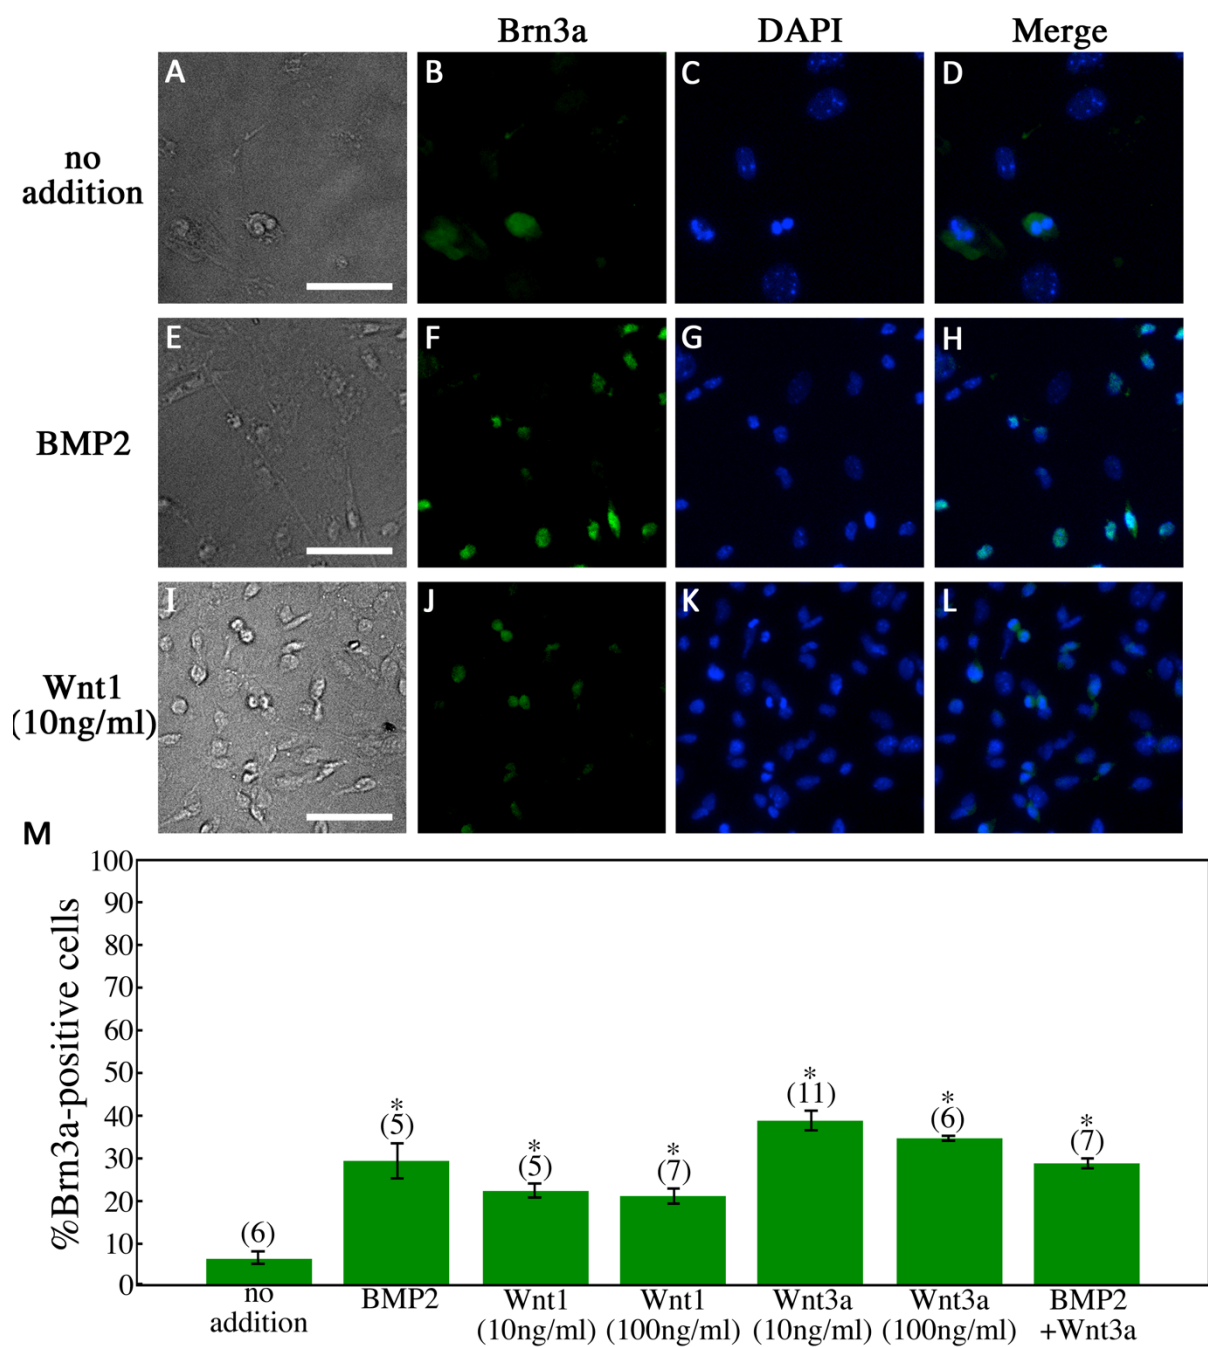 Brn3a DAPI Merge
A B C D
no
addition
E F G H
BMP2
I J K L
Wnt1
(10ng/ml)
M
%Brn3a-positive cells
100
90
80
70
60
50
40
30
20
10
0
(6)
*
(5)
*
(5)
*
(7)
*
(11)
*
(6)
*
(7)
no
addition
BMP2
Wnt1
(10ng/ml)
Wnt1
(100ng/ml)
Wnt3a
(10ng/ml)
Wnt3a
(100ng/ml)
BMP2
+Wnt3a